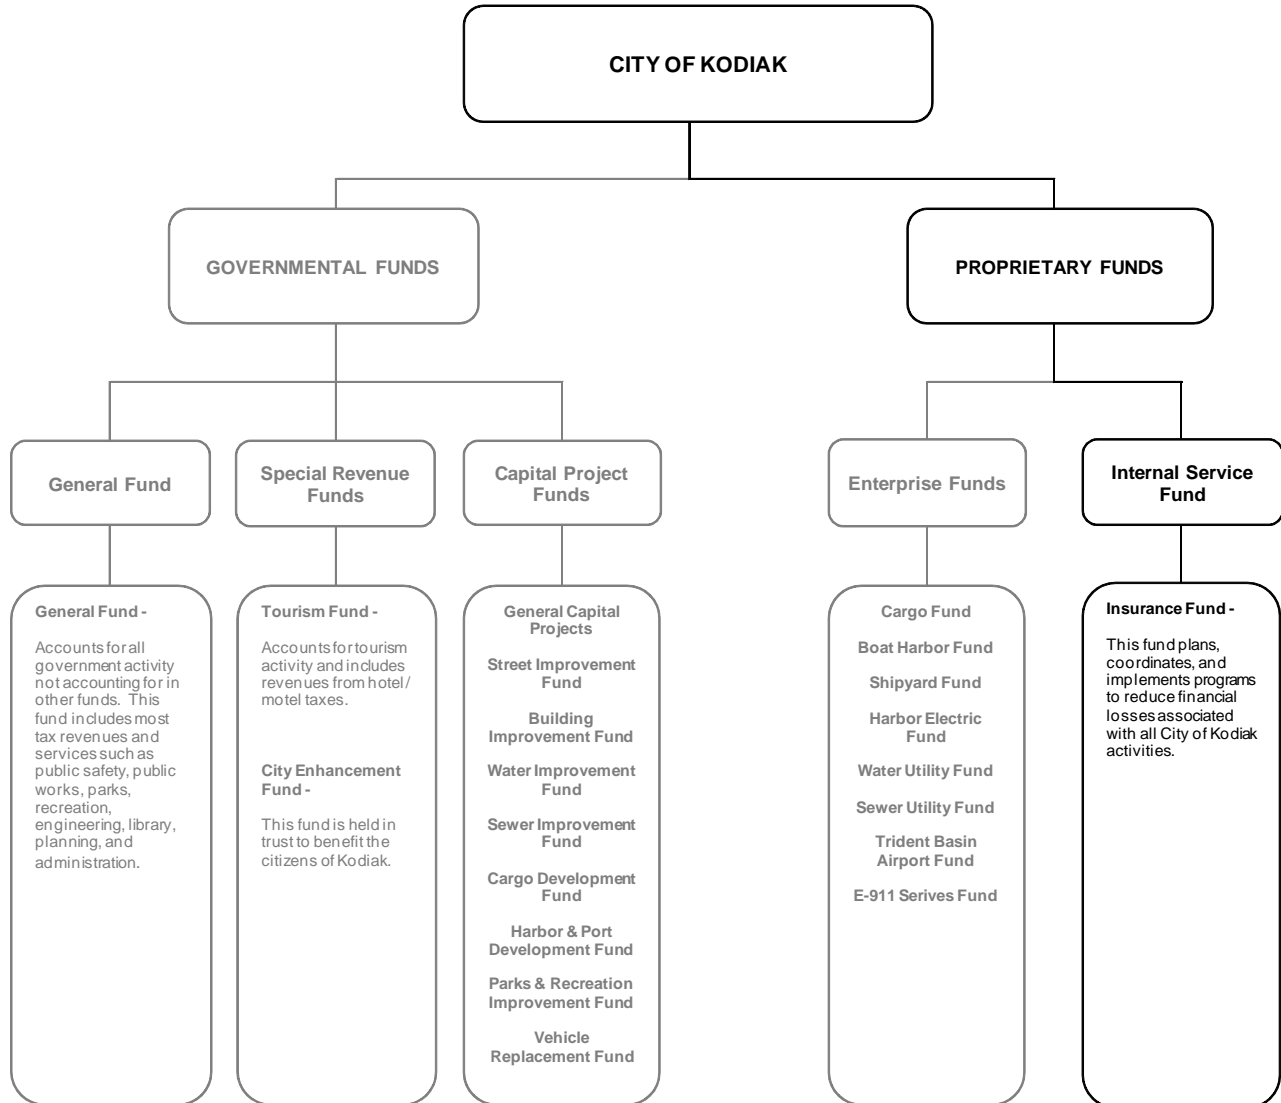 CITY OF KODIAK
GOVERNMENTAL FUNDS
PROPRIETARY FUNDS
General Fund
Special Revenue
Funds
Capital Project
Funds
Enterprise Funds
Internal Service
Fund
General Fund -
Accounts for all
government activity
not accounting for in
other funds. This
fund includes most
tax revenues and
services such as
public safety, public
works, parks,
recreation,
engineering, library,
planning, and
administration.
Tourism Fund -
Accounts for tourism
activity and includes
revenues from hotel/
motel taxes.
City Enhancement
Fund -
This fund is held in
trust to benefit the
citizens of Kodiak.
General Capital
Projects
Street Improvement
Fund
Building
Improvement Fund
Water Improvement
Fund
Sewer Improvement
Fund
Cargo Development
Fund
Harbor & Port
Development Fund
Parks & Recreation
Improvement Fund
Vehicle
Replacement Fund
Cargo Fund
Boat Harbor Fund
Shipyard Fund
Harbor Electric
Fund
Water Utility Fund
Sewer Utility Fund
Trident Basin
Airport Fund
E-911 Serives Fund
Insurance Fund -
This fund plans,
coordinates, and
implements programs
to reduce financial
losses associated
with all City of Kodiak
activities.